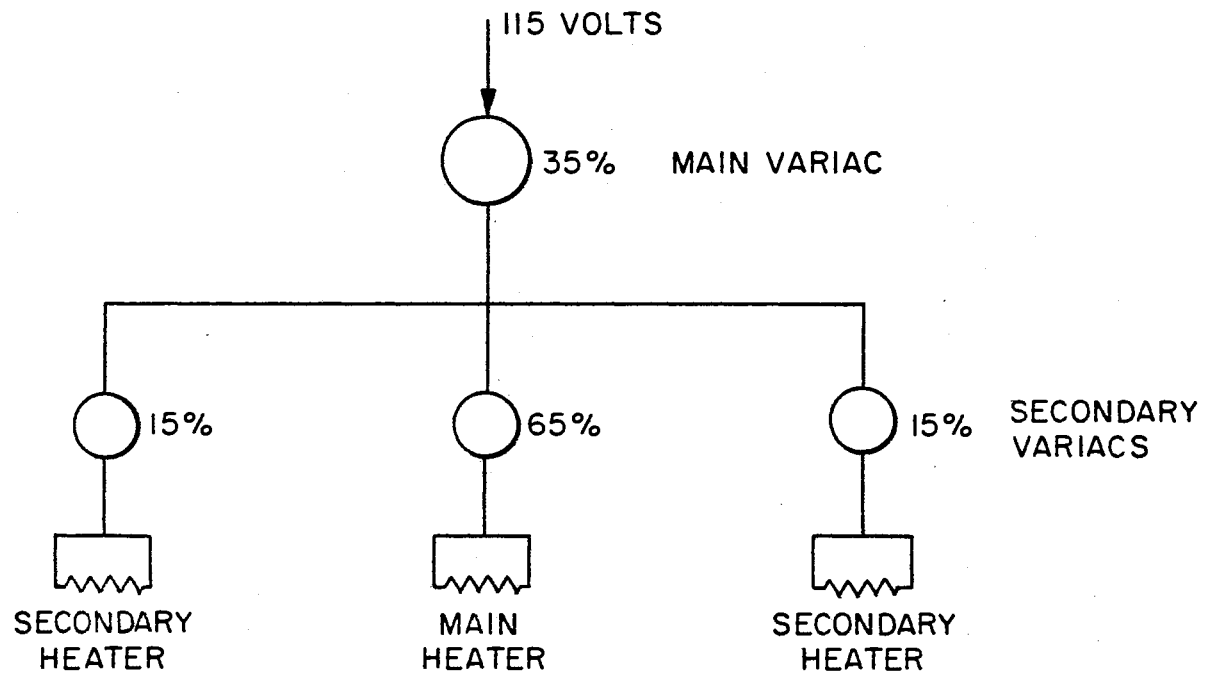 115 VOLTS
35% MAIN VARIAC
15%
65%
15%
SECONDARY
VARIACS
SECONDARY
HEATER
MAIN
HEATER
SECONDARY
HEATER